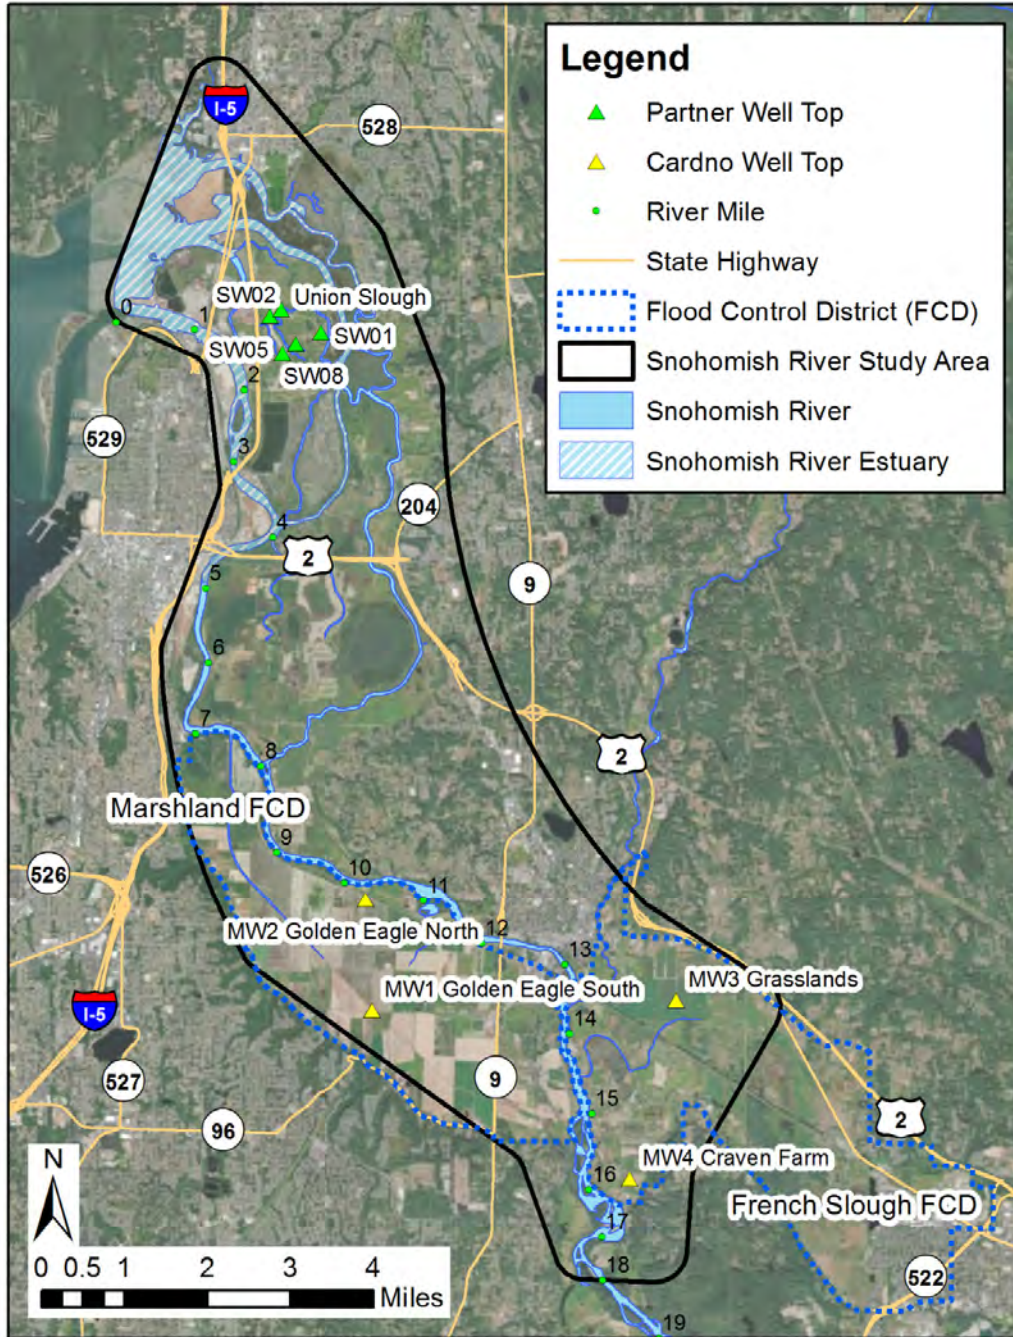 Legend
Partner Well Top
Cardno Well Top
River Mile
State Highway
Flood Control District (FCD)
Snohomish River Study Area
Snohomish River
Snohomish River Estuary
I-5
528
0
1
SW02
Union Slough
SW01
SW05
SW08
2
529
3
204
4
2
9
5
6
7
8
2
Marshland FCD
9
526
10
11
MW2 Golden Eagle North
12
13
MW3 Grasslands
MW1 Golden Eagle South
I-5
14
527
9
15
2
96
MW4 Craven Farm
16
French Slough FCD
17
N
18
522
0 0.5 1 2 3 4
Miles
19